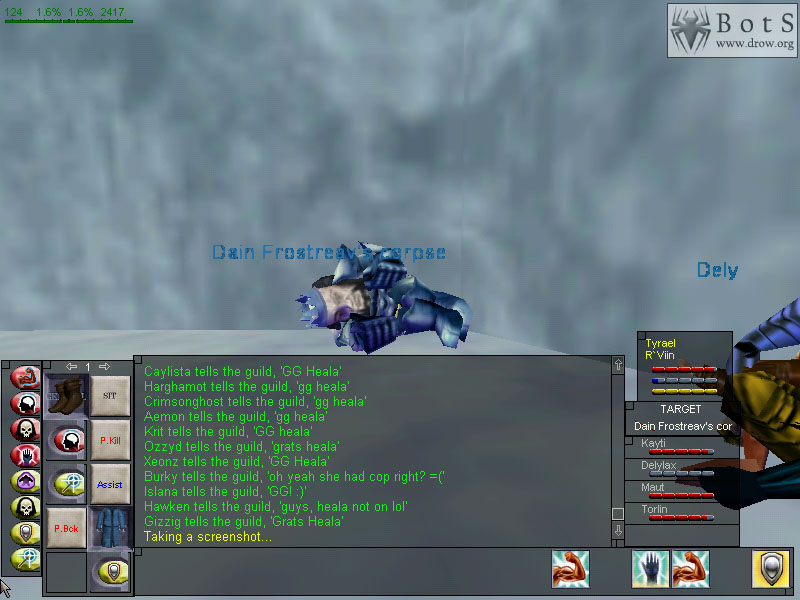 124 1.6% 1.6% 2417
BotS
www.drow.org
Dain Frostreav's corpse
Dely
1
SIT
P.Kill
Assist
P.Bck
Caylista tells the guild, 'GG Heala'
Harghamot tells the guild, 'gg heala'
Crimsonghost tells the guild, 'gg heala'
Aemon tells the guild, 'gg heala'
Krit tells the guild, 'GG heala'
Ozzyd tells the guild, 'grats heala'
Xeonz tells the guild, 'GG Heala'
Burky tells the guild, 'oh yeah she had cop right? =('
Islana tells the guild, 'GG! :)'
Hawken tells the guild, 'guys, heala not on lol'
Gizzig tells the guild, 'Grats Heala'
Taking a screenshot...
Tyrael
R`Viin
TARGET
Dain Frostreav's cor
Kayti
Delylax
Maut
Torlin